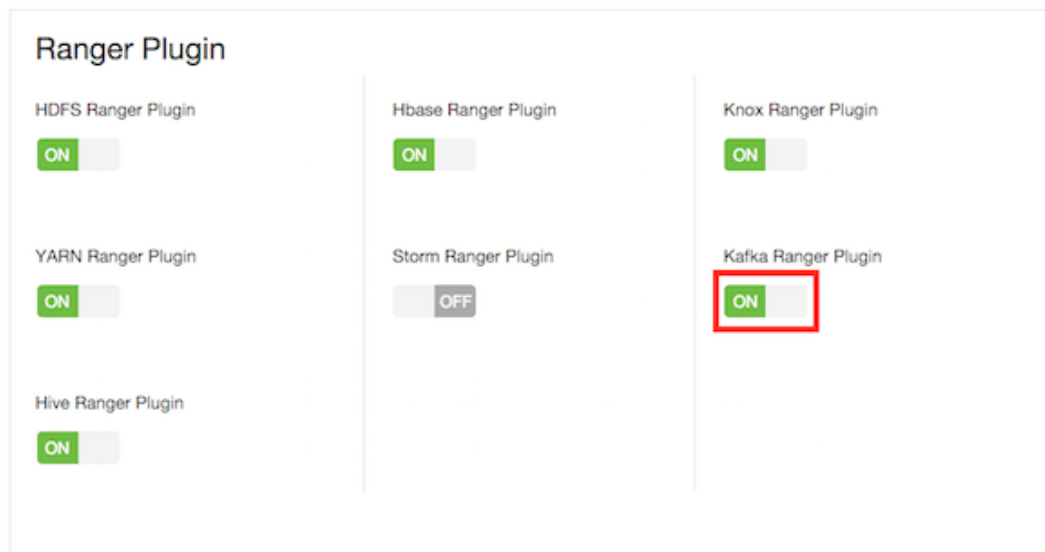 Ranger Plugin
HDFS Ranger Plugin
Hbase Ranger Plugin
Knox Ranger Plugin
ON
ON
ON
YARN Ranger Plugin
Storm Ranger Plugin
Kafka Ranger Plugin
ON
OFF
ON
Hive Ranger Plugin
ON